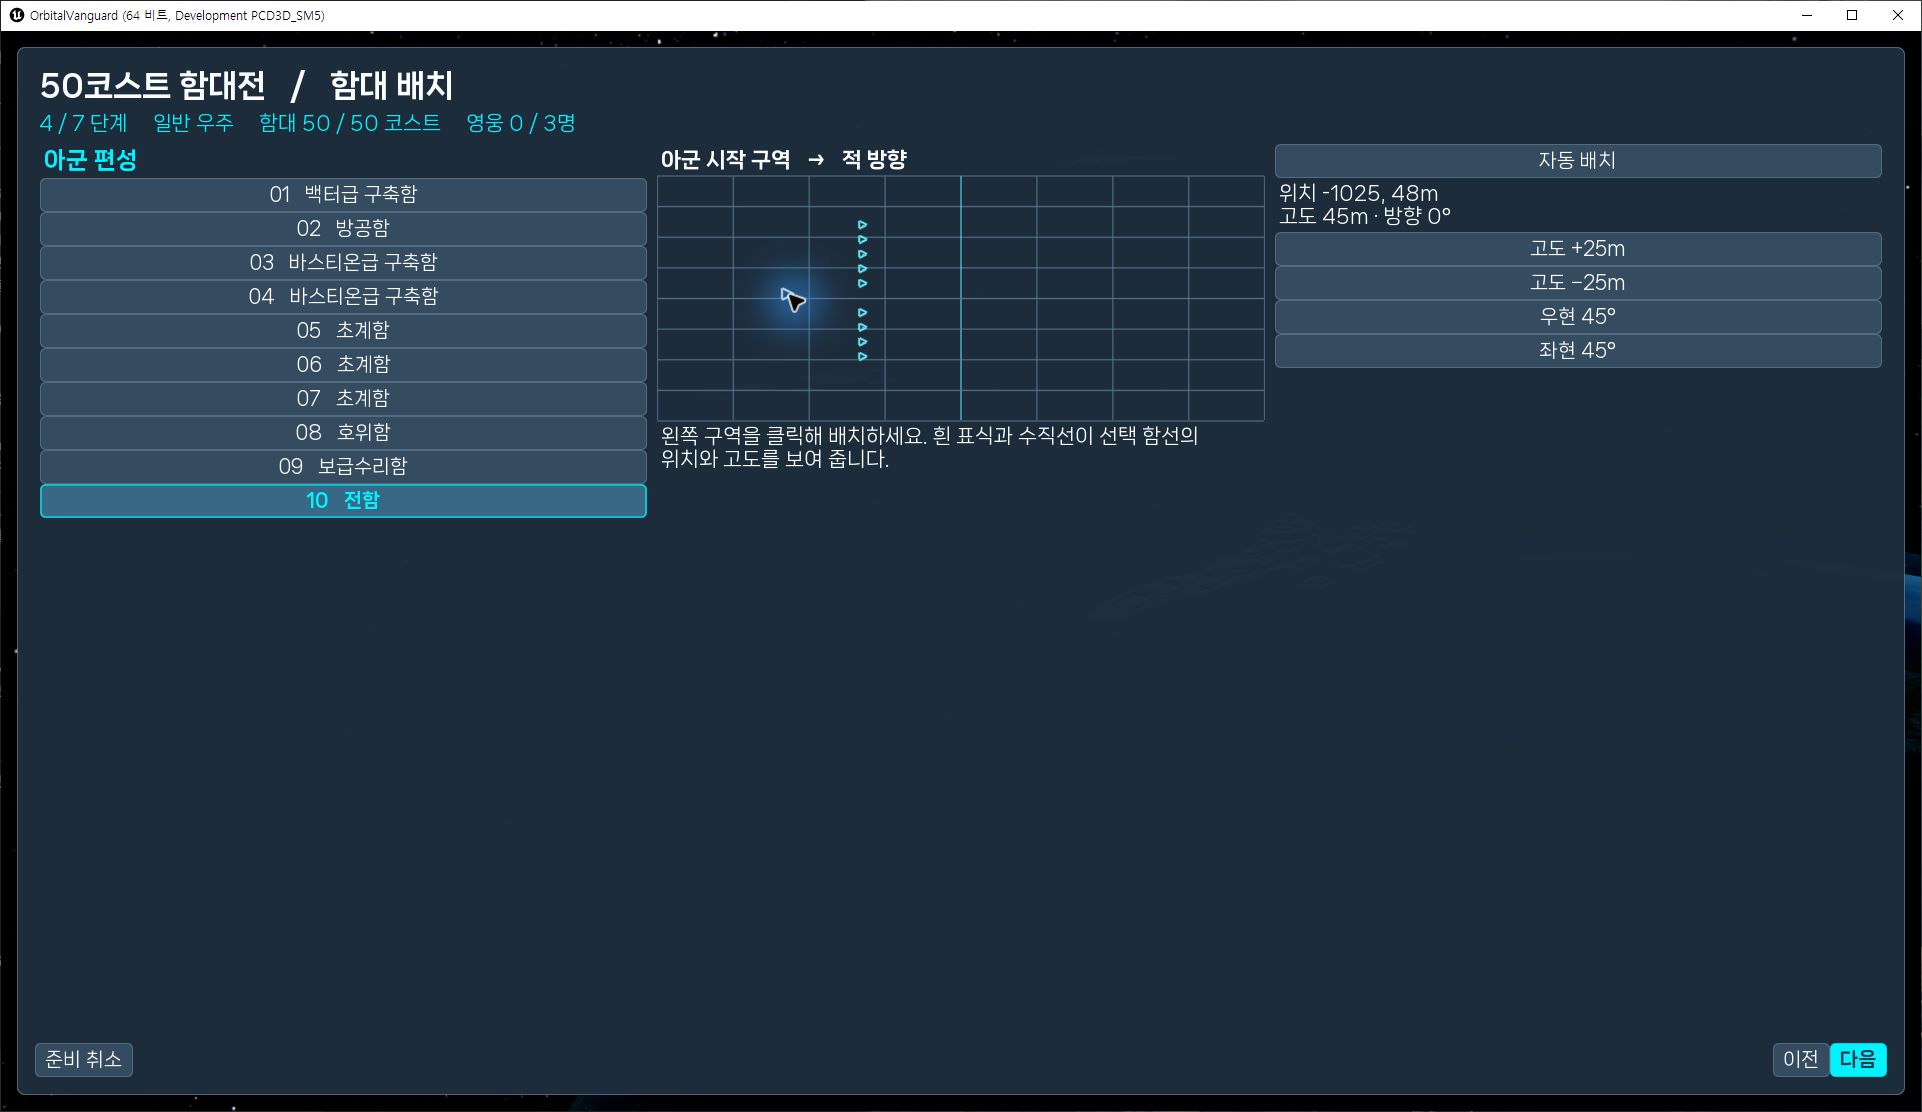 OrbitalVanguard (64 비트, Development PCD3D_SM5)
50코스트 함대전 / 함대 배치
4 / 7 단계 일반 우주 함대 50 / 50 코스트 영웅 0 / 3명
아군 편성
01 백터급 구축함
02 방공함
03 바스티온급 구축함
04 바스티온급 구축함
05 초계함
06 초계함
07 초계함
08 호위함
09 보급수리함
10 전함
아군 시작 구역 → 적 방향
왼쪽 구역을 클릭해 배치하세요. 흰 표식과 수직선이 선택 함선의
위치와 고도를 보여 줍니다.
자동 배치
위치 -1025, 48m
고도 45m · 방향 0°
고도 +25m
고도 −25m
우현 45°
좌현 45°
준비 취소
이전
다음